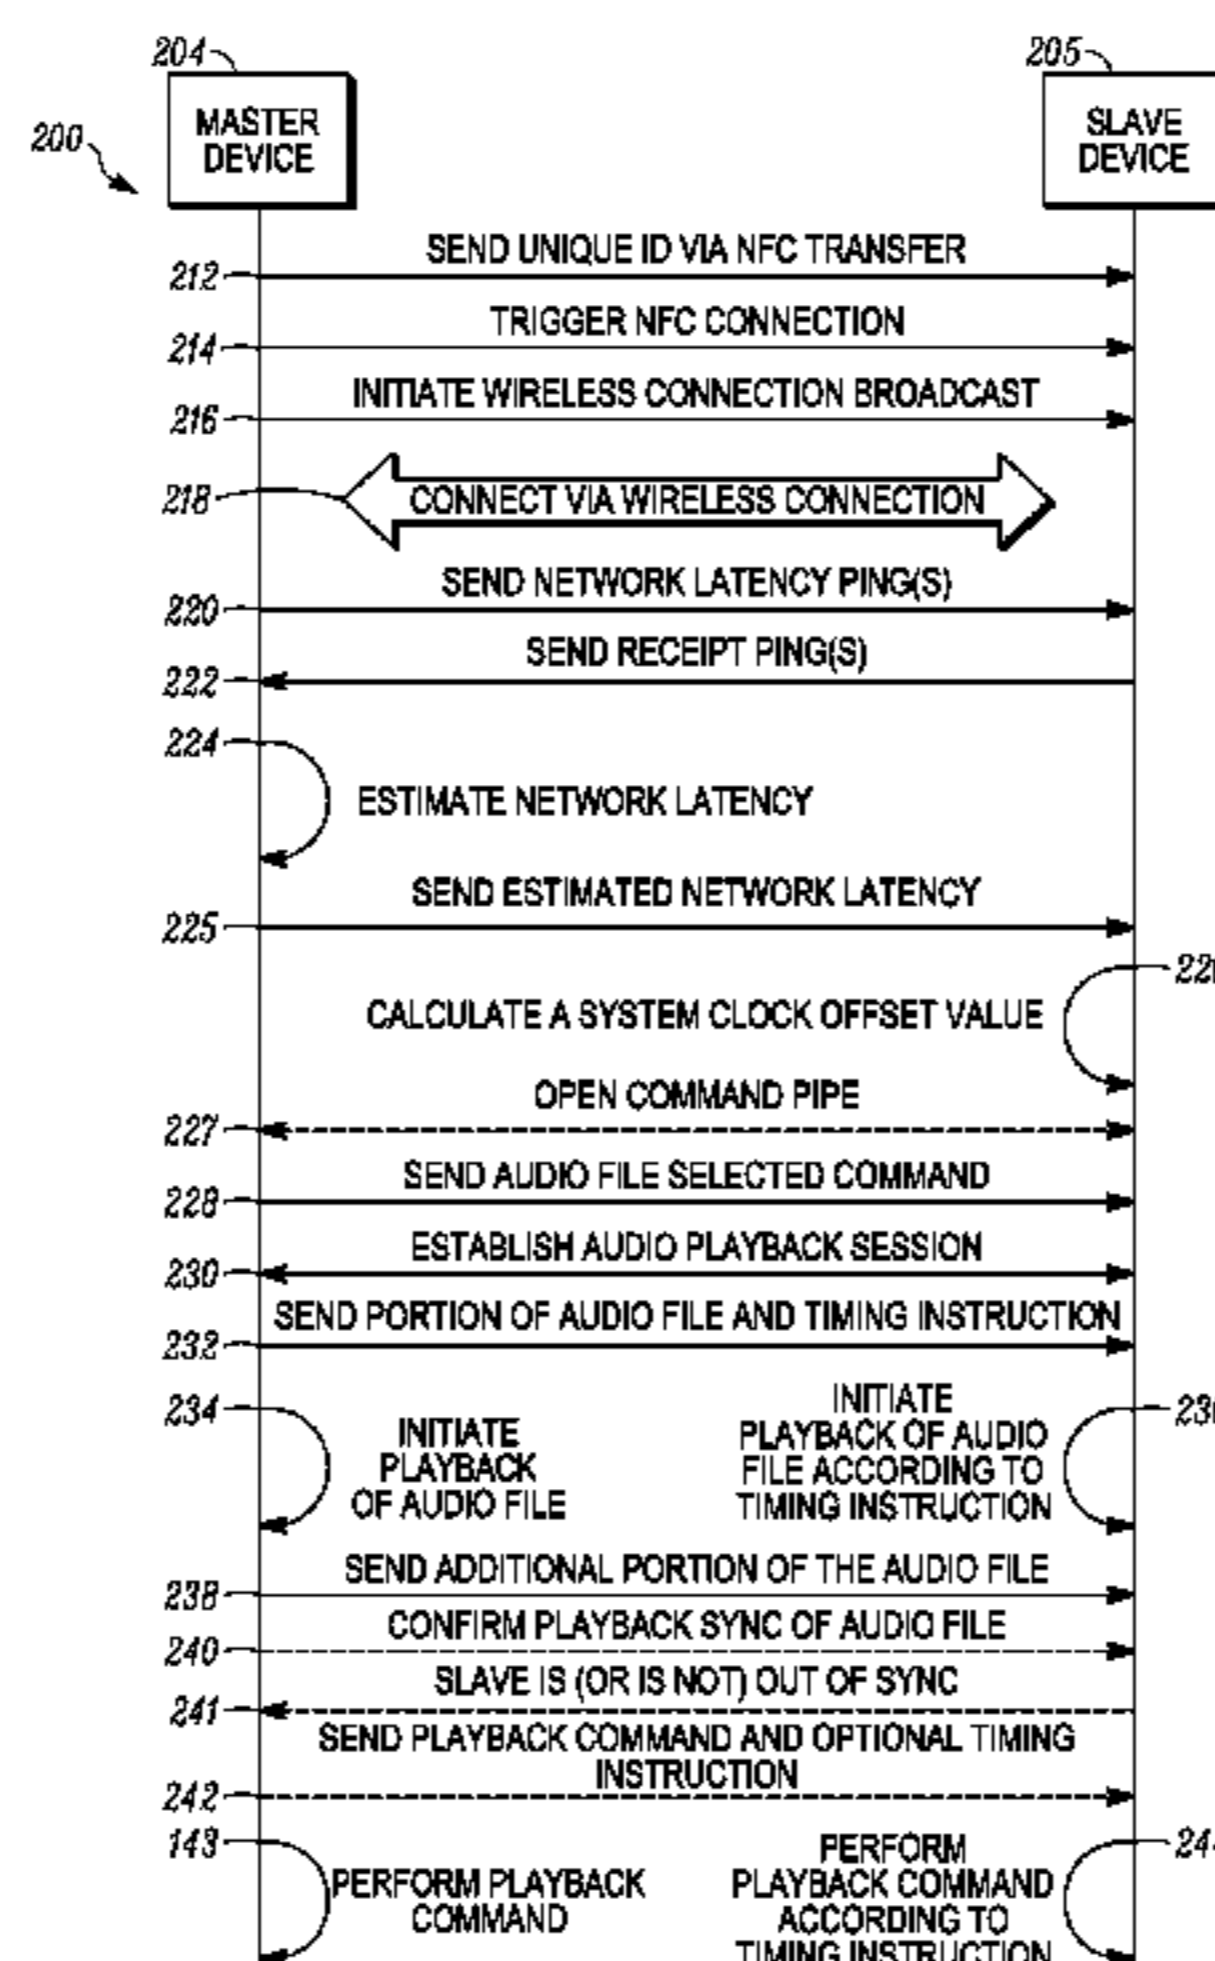 204
205
200
MASTER
DEVICE
SLAVE
DEVICE
SEND UNIQUE ID VIA NFC TRANSFER
212
TRIGGER NFC CONNECTION
214
INITIATE WIRELESS CONNECTION BROADCAST
216
218
CONNECT VIA WIRELESS CONNECTION
SEND NETWORK LATENCY PING(S)
220
SEND RECEIPT PING(S)
222
224
ESTIMATE NETWORK LATENCY
SEND ESTIMATED NETWORK LATENCY
225
CALCULATE A SYSTEM CLOCK OFFSET VALUE
OPEN COMMAND PIPE
227
SEND AUDIO FILE SELECTED COMMAND
228
ESTABLISH AUDIO PLAYBACK SESSION
230
SEND PORTION OF AUDIO FILE AND TIMING INSTRUCTION
232
234
INITIATE
PLAYBACK
OF AUDIO FILE
INITIATE
PLAYBACK OF AUDIO
FILE ACCORDING TO
TIMING INSTRUCTION
SEND ADDITIONAL PORTION OF THE AUDIO FILE
238
CONFIRM PLAYBACK SYNC OF AUDIO FILE
240
SLAVE IS (OR IS NOT) OUT OF SYNC
241
SEND PLAYBACK COMMAND AND OPTIONAL TIMING
INSTRUCTION
242
143
PERFORM PLAYBACK
COMMAND
PERFORM
PLAYBACK COMMAND
ACCORDING TO
TIMING INSTRUCTION